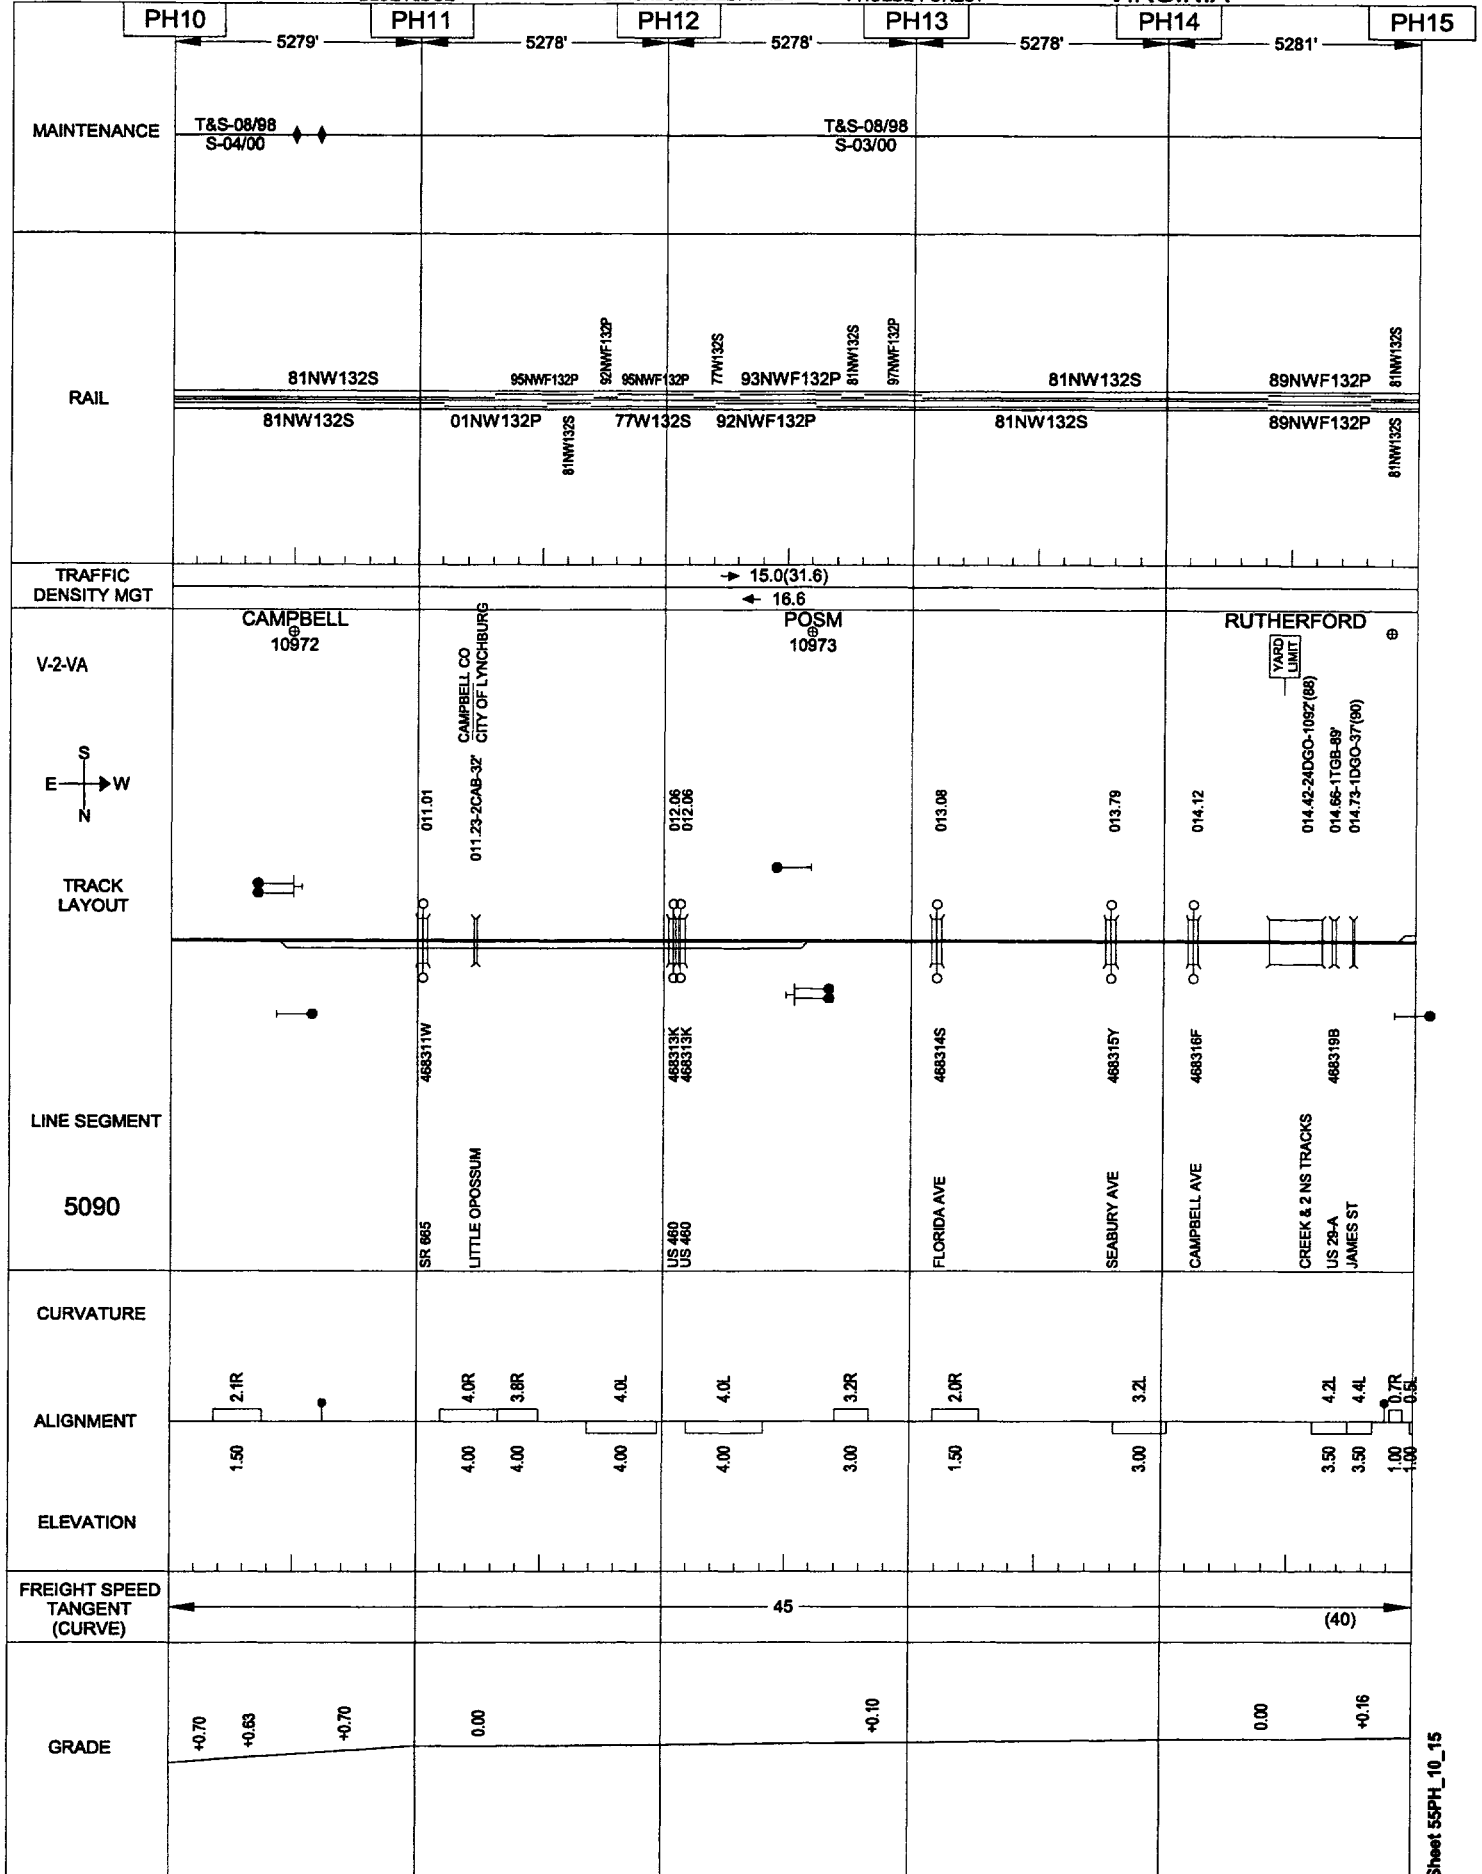 PH10
PH11
PH12
PH13
PH14
PH15
5279'
5278'
5278'
5278'
5281'
MAINTENANCE
T&S-08/98
S-04/00
T&S-08/98
S-03/00
RAIL
81NW132S
95NWF132P
92NWF132P
95NWF132P
77W132S
93NWF132P
81NW132S
97NWF132P
81NW132S
89NWF132P
81NW132S
81NW132S
01NW132P
81NW132S
77W132S
92NWF132P
81NW132S
89NWF132P
81NW132S
TRAFFIC
DENSITY MGT
15.0(31.6)
16.6
V-2-VA
CAMPBELL
10972
CAMPBELL CO
CITY OF LYNCHBURG
POSM
10973
RUTHERFORD
YARD
LIMIT
S
E W
N
011.01
011.23-2CAB-32'
012.06
012.06
013.08
013.79
014.12
014.42-24DGO-1092'(88)
014.66-1TGB-89'
014.73-1DGO-37'(90)
TRACK
LAYOUT
468311W
468313K
468313K
468314S
468315Y
468316F
468319B
LINE SEGMENT
5090
SR 665
LITTLE OPOSSUM
US 460
US 460
FLORIDA AVE
SEABURY AVE
CAMPBELL AVE
CREEK & 2 NS TRACKS
US 29-A
JAMES ST
CURVATURE
2.1R
4.0R
3.8R
4.0L
4.0L
3.2R
2.0R
3.2L
4.2L
4.4L
0.7R
0.5L
ALIGNMENT
1.50
4.00
4.00
4.00
4.00
3.00
1.50
3.00
3.50
3.50
1.00
1.00
ELEVATION
FREIGHT SPEED
TANGENT
(CURVE)
45
(40)
GRADE
+0.70
+0.63
+0.70
0.00
+0.10
0.00
+0.16
Sheet 55PH_10_15